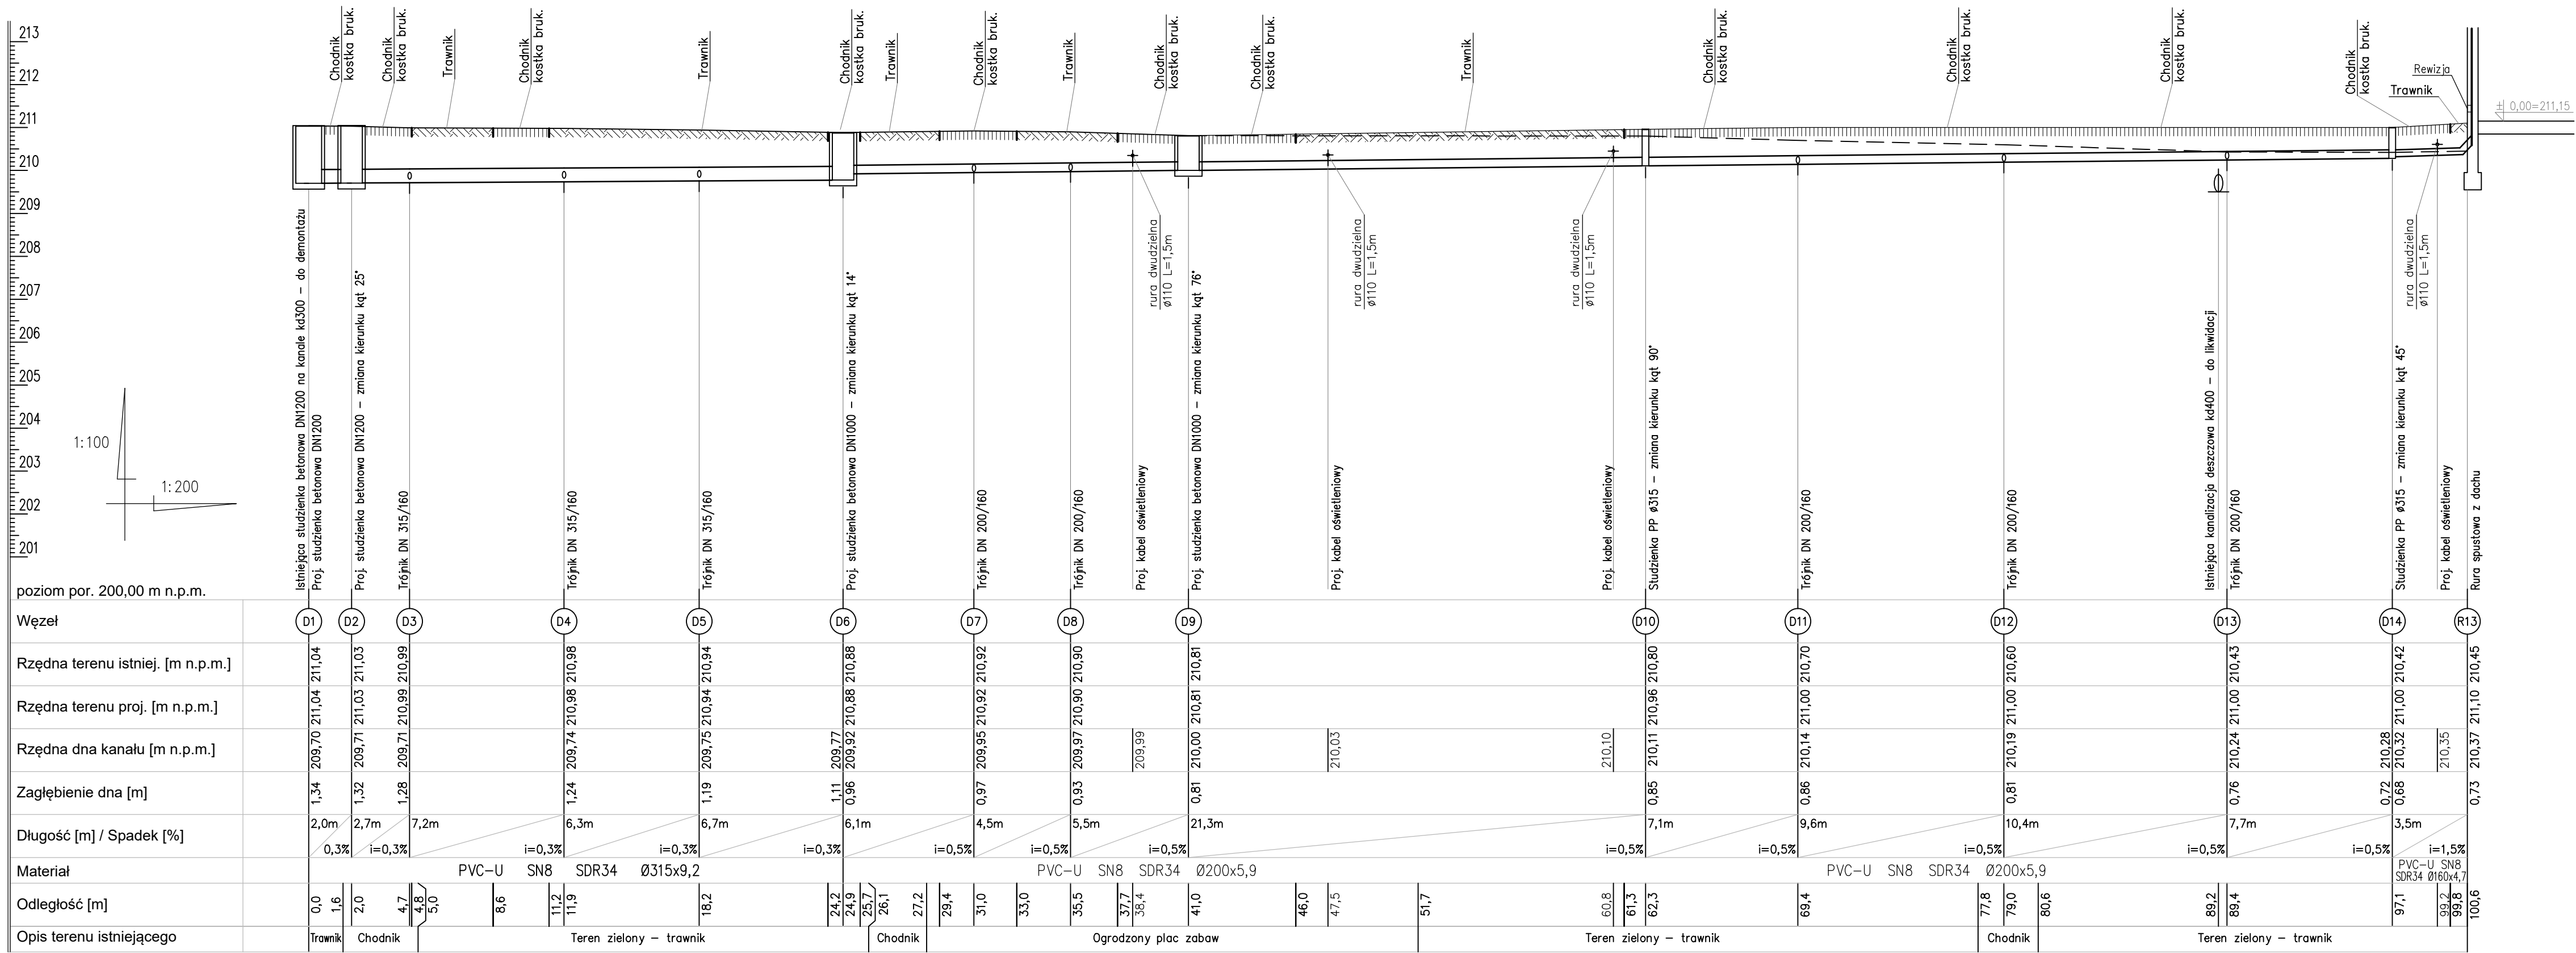 213
212
211
210
209
208
207
206
205
204
203
202
201
1:100
1:200
Chodnik
kostka bruk.
Chodnik
kostka bruk.
Trawnik
Chodnik
kostka bruk.
Trawnik
Chodnik
kostka bruk.
Trawnik
Chodnik
kostka bruk.
Trawnik
Chodnik
kostka bruk.
Chodnik
kostka bruk.
Trawnik
Chodnik
kostka bruk.
Chodnik
kostka bruk.
Chodnik
kostka bruk.
Chodnik
kostka bruk.
Trawnik
Rewizja
± 0,00=211,15
rura dwudzielna
ø110 L=1,5m
rura dwudzielna
ø110 L=1,5m
rura dwudzielna
ø110 L=1,5m
rura dwudzielna
ø110 L=1,5m
Istniejąca studzienka betonowa DN1200 na kanale kd300 – do demontażu
Proj. studzienka betonowa DN1200
Proj. studzienka betonowa DN1200 – zmiana kierunku kąt 25°
Trójnik DN 315/160
Trójnik DN 315/160
Trójnik DN 315/160
Proj. studzienka betonowa DN1000 – zmiana kierunku kąt 14°
Trójnik DN 200/160
Trójnik DN 200/160
Proj. kabel oświetleniowy
Proj. studzienka betonowa DN1000 – zmiana kierunku kąt 76°
Proj. kabel oświetleniowy
Proj. kabel oświetleniowy
Studzienka PP ø315 – zmiana kierunku kąt 90°
Trójnik DN 200/160
Trójnik DN 200/160
Istniejąca kanalizacja deszczowa kd400 – do likwidacji
Trójnik DN 200/160
Studzienka PP ø315 – zmiana kierunku kąt 45°
Proj. kabel oświetleniowy
Rura spustowa z dachu
poziom por. 200,00 m n.p.m.
Węzeł D1 D2 D3 D4 D5 D6 D7 D8 D9 D10 D11 D12 D13 D14 R13
Rzędna terenu istniej. [m n.p.m.] 211,04 211,03 210,99 210,98 210,94 210,88 210,92 210,90 210,81 210,80 210,70 210,60 210,43 210,42 210,45
Rzędna terenu proj. [m n.p.m.] 211,04 211,03 210,99 210,98 210,94 210,88 210,92 210,90 210,81 210,96 211,00 211,00 211,00 211,00 211,10
Rzędna dna kanału [m n.p.m.] 209,70 209,71 209,71 209,74 209,75 209,77 209,92 209,95 209,97 209,99 210,00 210,03 210,10 210,11 210,14 210,19 210,24 210,28 210,32 210,35 210,37
Zagłębienie dna [m] 1,34 1,32 1,28 1,24 1,19 1,11 0,96 0,97 0,93 0,81 0,85 0,86 0,81 0,76 0,72 0,68 0,73
Długość [m] / Spadek [%] 2,0m 2,7m 7,2m 6,3m 6,7m 6,1m 4,5m 5,5m 21,3m 7,1m 9,6m 10,4m 7,7m 3,5m
0,3% i=0,3% i=0,3% i=0,3% i=0,3% i=0,5% i=0,5% i=0,5% i=0,5% i=0,5% i=0,5% i=0,5% i=0,5% i=1,5%
Materiał PVC–U SN8 SDR34 Ø315x9,2 PVC–U SN8 SDR34 Ø200x5,9 PVC–U SN8 SDR34 Ø200x5,9 PVC–U SN8
SDR34 Ø160x4,7
Odległość [m] 0,0 1,6 2,0 4,7 4,8 5,0 8,6 11,2 11,9 18,2 24,2 24,9 25,7 26,1 27,2 29,4 31,0 33,0 35,5 37,7 38,4 41,0 46,0 47,5 51,7 60,8 61,3 62,3 69,4 77,8 79,0 80,6 89,2 89,4 97,1 99,2 99,8 100,6
Opis terenu istniejącego Trawnik Chodnik Teren zielony – trawnik Chodnik Ogrodzony plac zabaw Teren zielony – trawnik Chodnik Teren zielony – trawnik